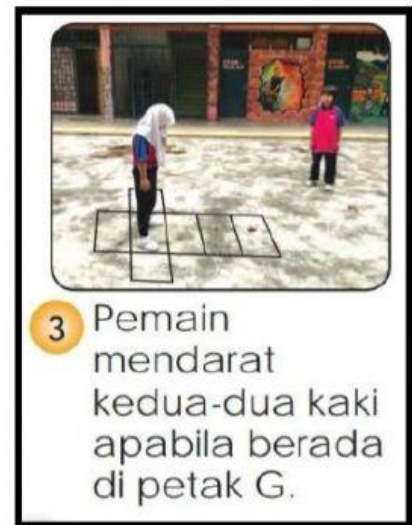 3 Pemain
mendarat
kedua-dua kaki
apabila berada
di petak G.